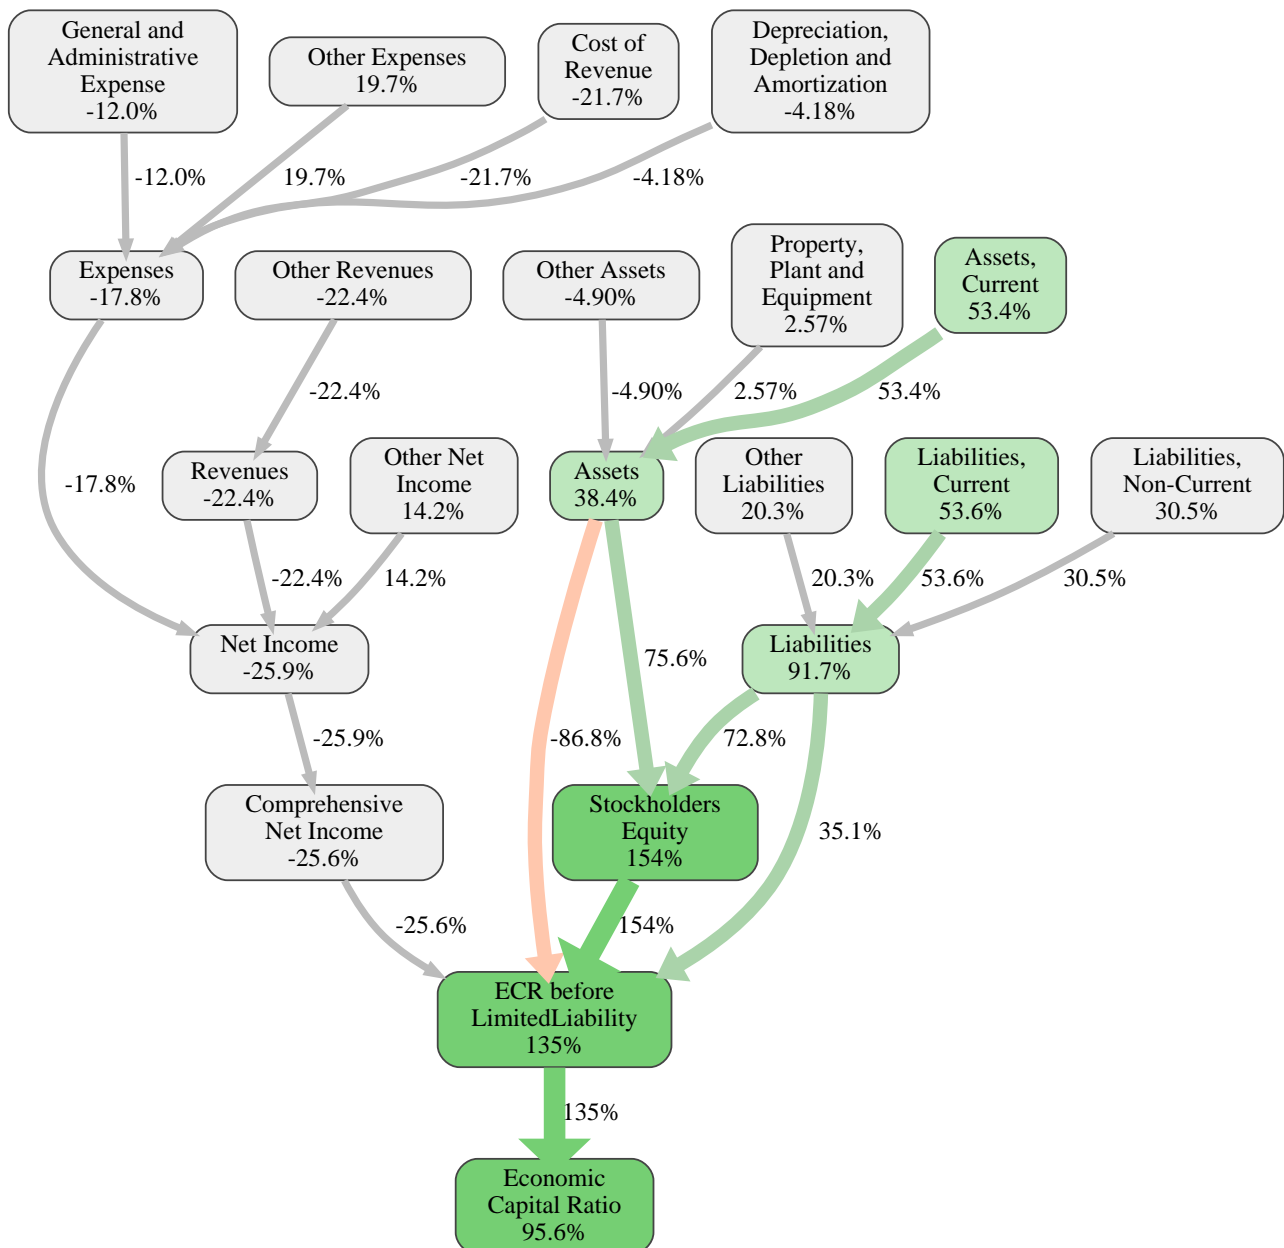 General and
Administrative
Expense
-12.0%
Other Expenses
19.7%
Cost of
Revenue
-21.7%
Depreciation,
Depletion and
Amortization
-4.18%
-12.0%
19.7%
-21.7%
-4.18%
Expenses
-17.8%
Other Revenues
-22.4%
Other Assets
-4.90%
Property,
Plant and
Equipment
2.57%
Assets,
Current
53.4%
-22.4%
-4.90%
2.57%
53.4%
-17.8%
Revenues
-22.4%
Other Net
Income
14.2%
Assets
38.4%
Other
Liabilities
20.3%
Liabilities,
Current
53.6%
Liabilities,
Non-Current
30.5%
-22.4%
14.2%
20.3%
53.6%
30.5%
Net Income
-25.9%
75.6%
Liabilities
91.7%
-25.9%
-86.8%
72.8%
Comprehensive
Net Income
-25.6%
Stockholders
Equity
154%
35.1%
-25.6%
154%
ECR before
LimitedLiability
135%
135%
Economic
Capital Ratio
95.6%